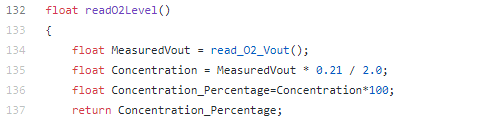 132 float readO2Level()
133 {
134 float MeasuredVout = read_O2_Vout();
135 float Concentration = MeasuredVout * 0.21 / 2.0;
136 float Concentration_Percentage=Concentration*100;
137 return Concentration_Percentage;